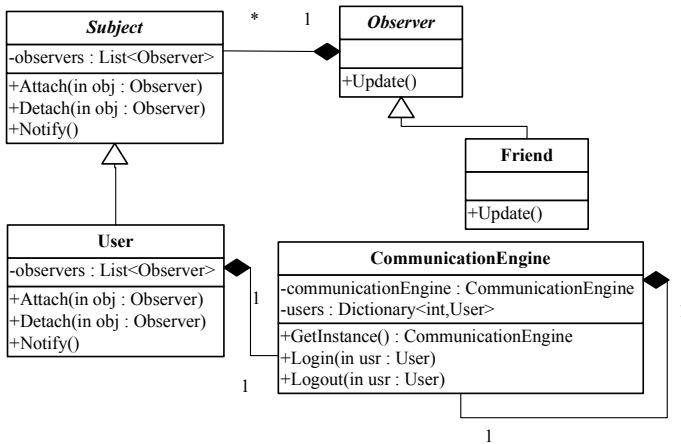 Subject
-observers : List<Observer>
+Attach(in obj : Observer)
+Detach(in obj : Observer)
+Notify()
*
1
Observer
+Update()
Friend
+Update()
User
-observers : List<Observer>
+Attach(in obj : Observer)
+Detach(in obj : Observer)
+Notify()
1
1
CommunicationEngine
-communicationEngine : CommunicationEngine
-users : Dictionary<int,User>
+GetInstance() : CommunicationEngine
+Login(in usr : User)
+Logout(in usr : User)
1